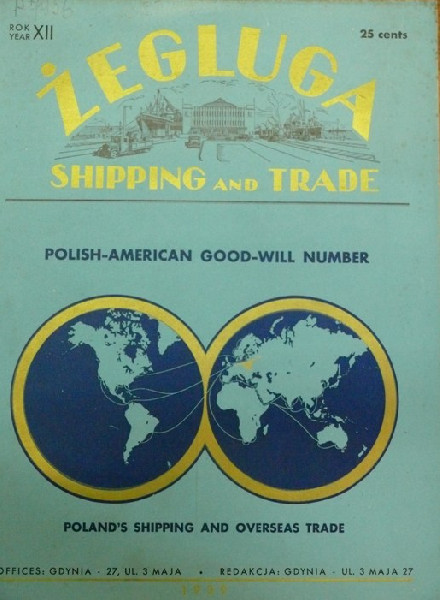 ROK
YEAR XII
25 cents
ŻEGLUGA
SHIPPING AND TRADE
POLISH-AMERICAN GOOD-WILL NUMBER
POLAND'S SHIPPING AND OVERSEAS TRADE
OFFICES: GDYNIA · 27, UL. 3 MAJA • REDAKCJA: GDYNIA · UL. 3 MAJA 27